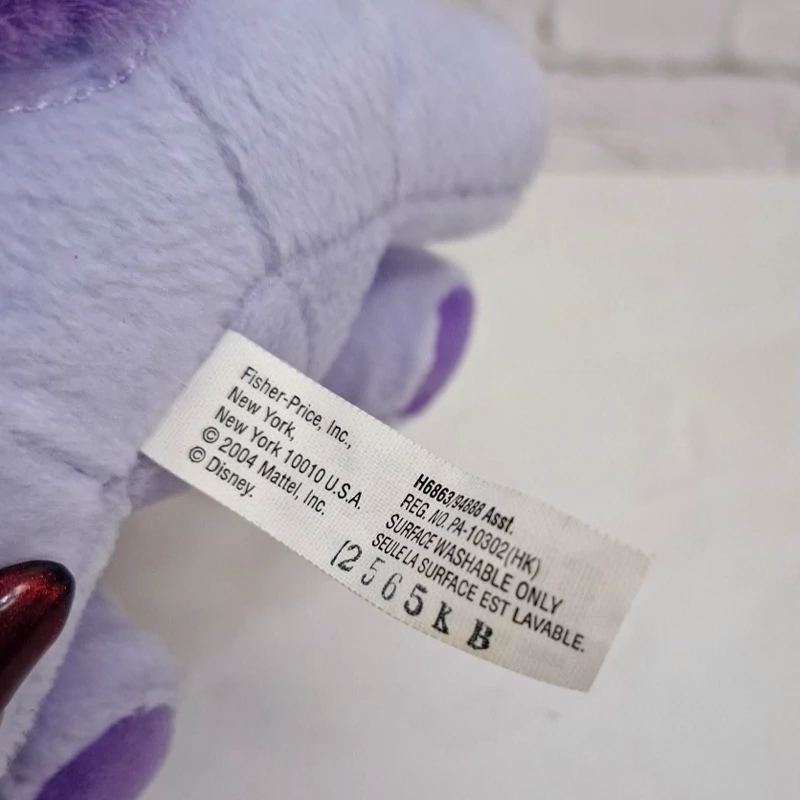 Fisher-Price, Inc.,
New York,
New York 10010 U.S.A.
© 2004 Mattel, Inc.
© Disney.
H6863/94888 Asst.
REG. NO. PA-10302(HK)
SURFACE WASHABLE ONLY
SEULE LA SURFACE EST LAVABLE.
12565KB